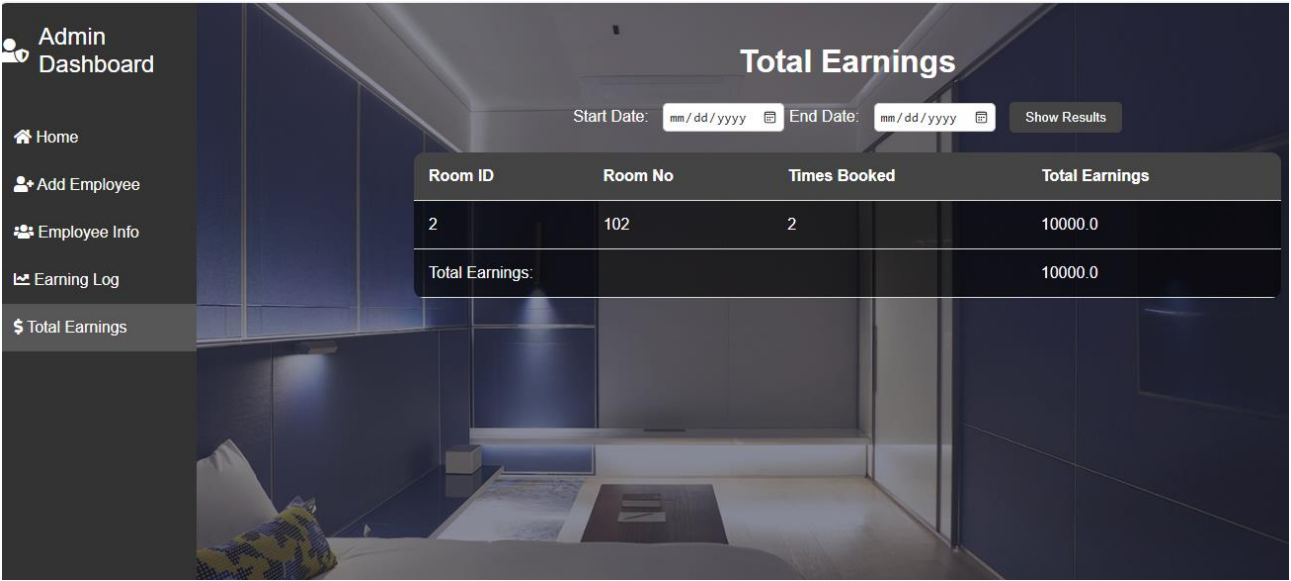 Admin
Dashboard
Home
Add Employee
Employee Info
Earning Log
Total Earnings
Total Earnings
Start Date: mm/dd/yyyy End Date: mm/dd/yyyy Show Results
Room ID Room No Times Booked Total Earnings
2 102 2 10000.0
Total Earnings: 10000.0